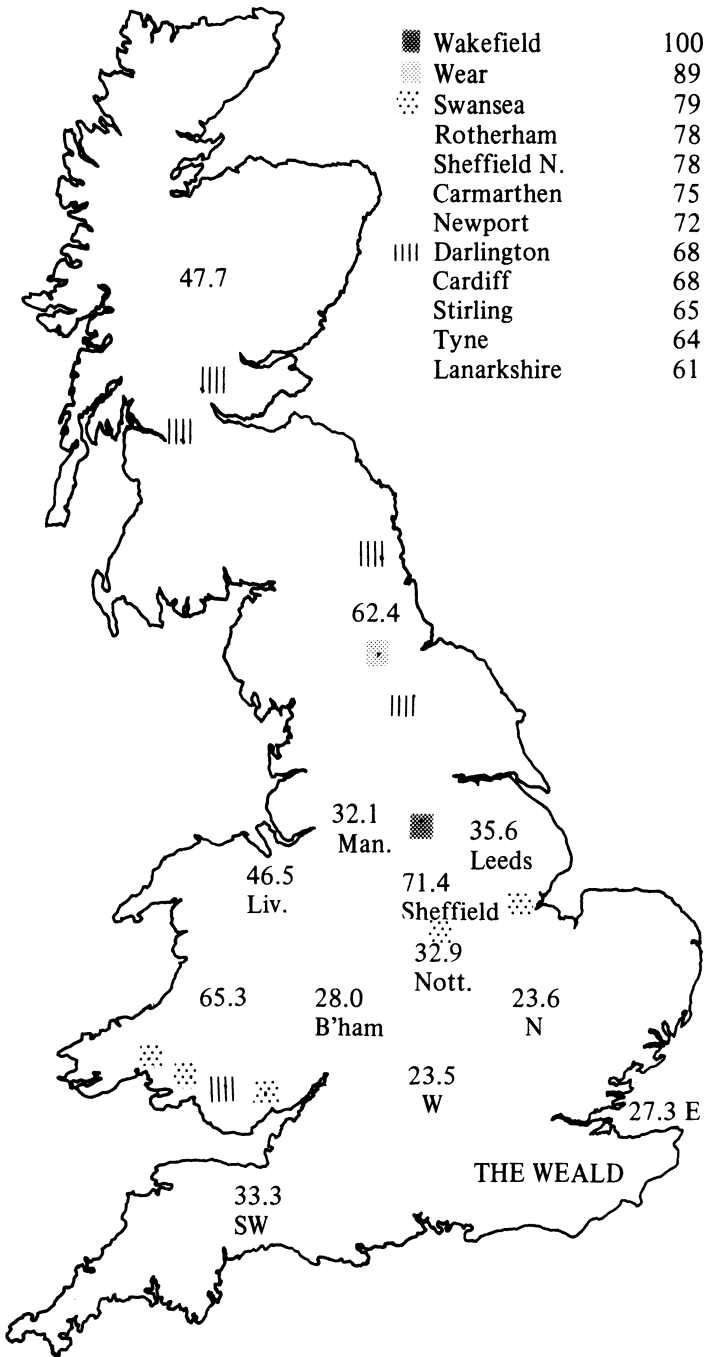 Wakefield 100
Wear 89
Swansea 79
Rotherham 78
Sheffield N. 78
Carmarthen 75
Newport 72
Darlington 68
Cardiff 68
Stirling 65
Tyne 64
Lanarkshire 61
47.7
62.4
32.1
Man.
35.6
Leeds
46.5
Liv.
71.4
Sheffield
32.9
Nott.
65.3
28.0
B'ham
23.6
N
23.5
W
27.3 E
THE WEALD
33.3
SW